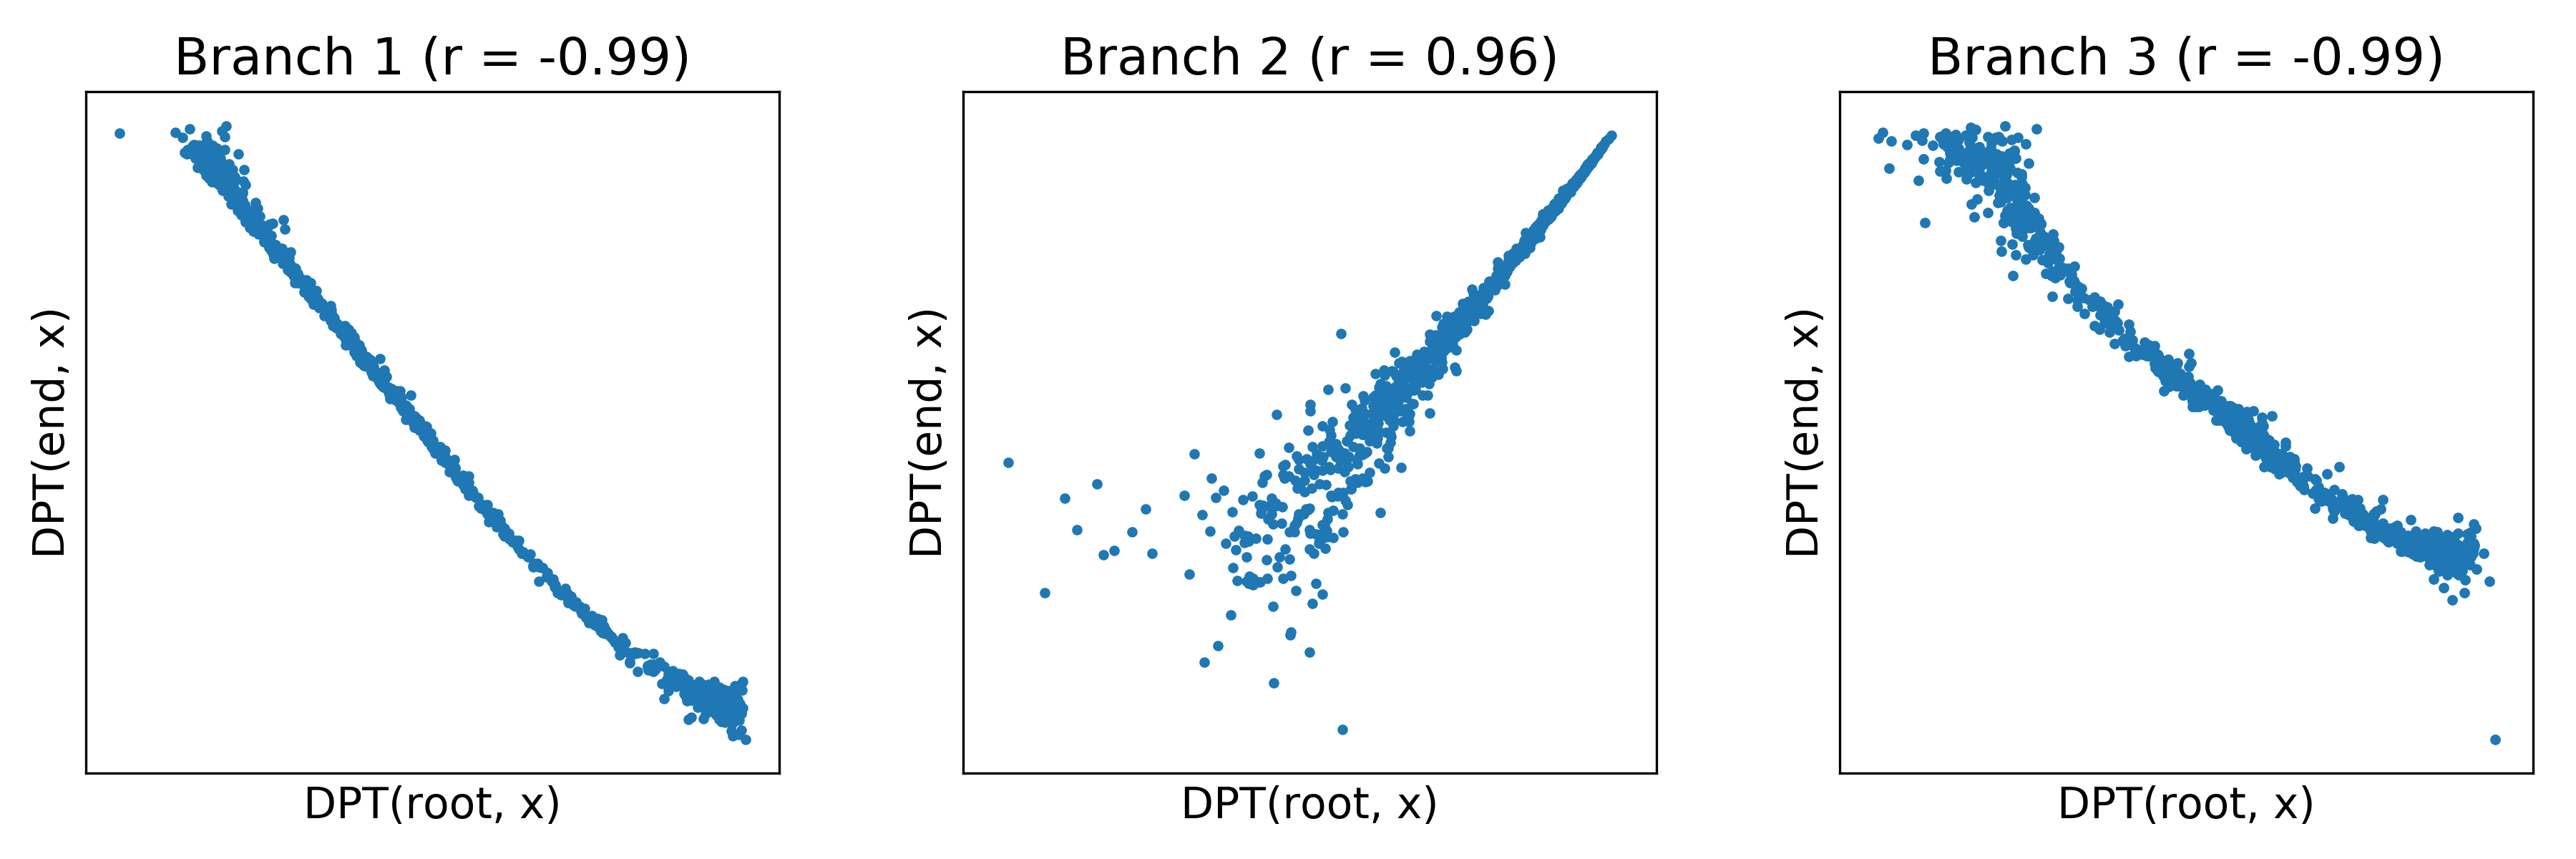 Branch 1 (r = -0.99)
DPT(end, x)
DPT(root, x)
Branch 2 (r = 0.96)
DPT(end, x)
DPT(root, x)
Branch 3 (r = -0.99)
DPT(end, x)
DPT(root, x)